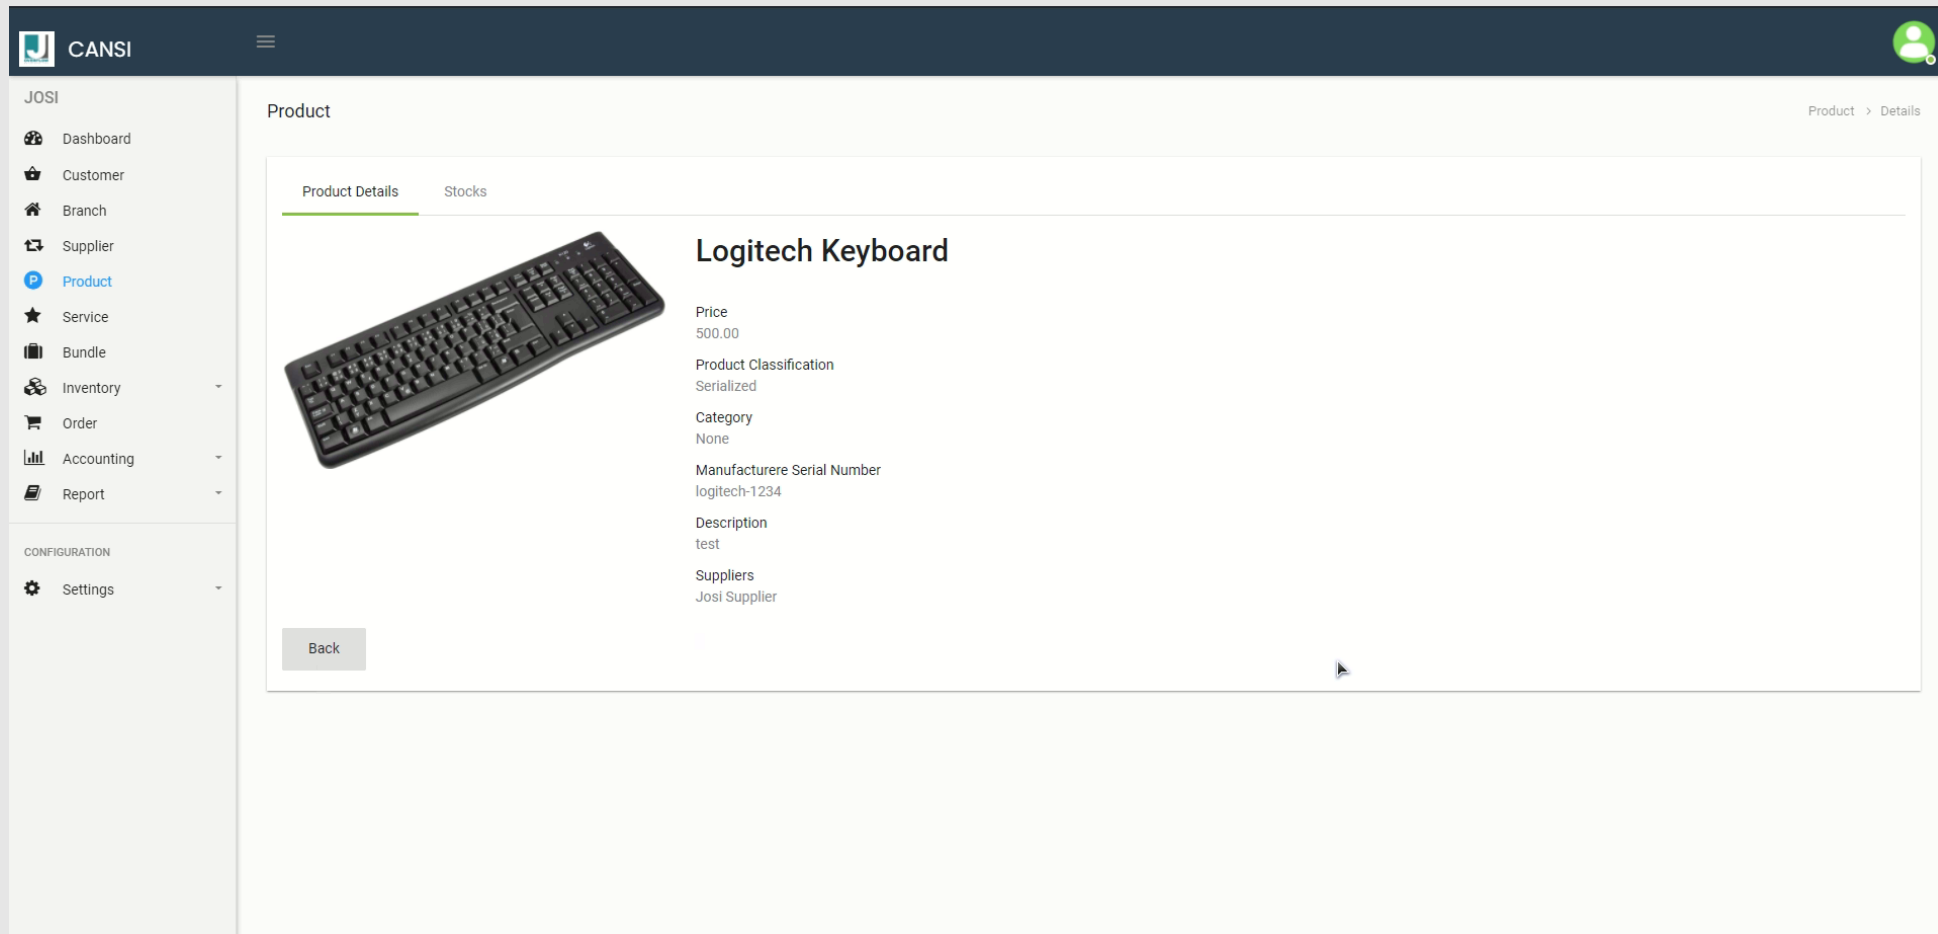 CANSI
JOSI
Dashboard
Customer
Branch
Supplier
Product
Service
Bundle
Inventory
Order
Accounting
Report
CONFIGURATION
Settings
Product
Product > Details
Product Details Stocks
Logitech Keyboard
Price
500.00
Product Classification
Serialized
Category
None
Manufacturere Serial Number
logitech-1234
Description
test
Suppliers
Josi Supplier
Back